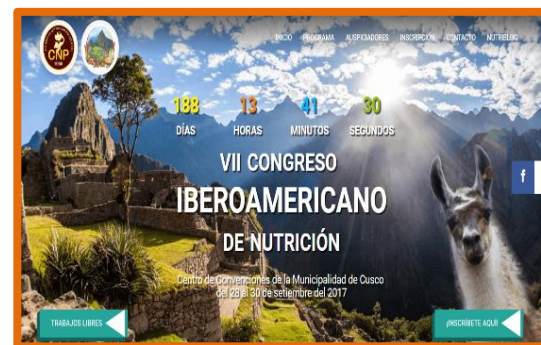 CNP
INICIO PROGRAMA AUSPICIADORES INSCRIPCIÓN CONTACTO NUTRIBLOG
188 13 41 30
DÍAS HORAS MINUTOS SEGUNDOS
VII CONGRESO
IBEROAMERICANO
DE NUTRICIÓN
Centro de Convenciones de la Municipalidad de Cusco
del 28 al 30 de setiembre del 2017
f
TRABAJOS LIBRES
¡INSCRÍBETE AQUÍ!